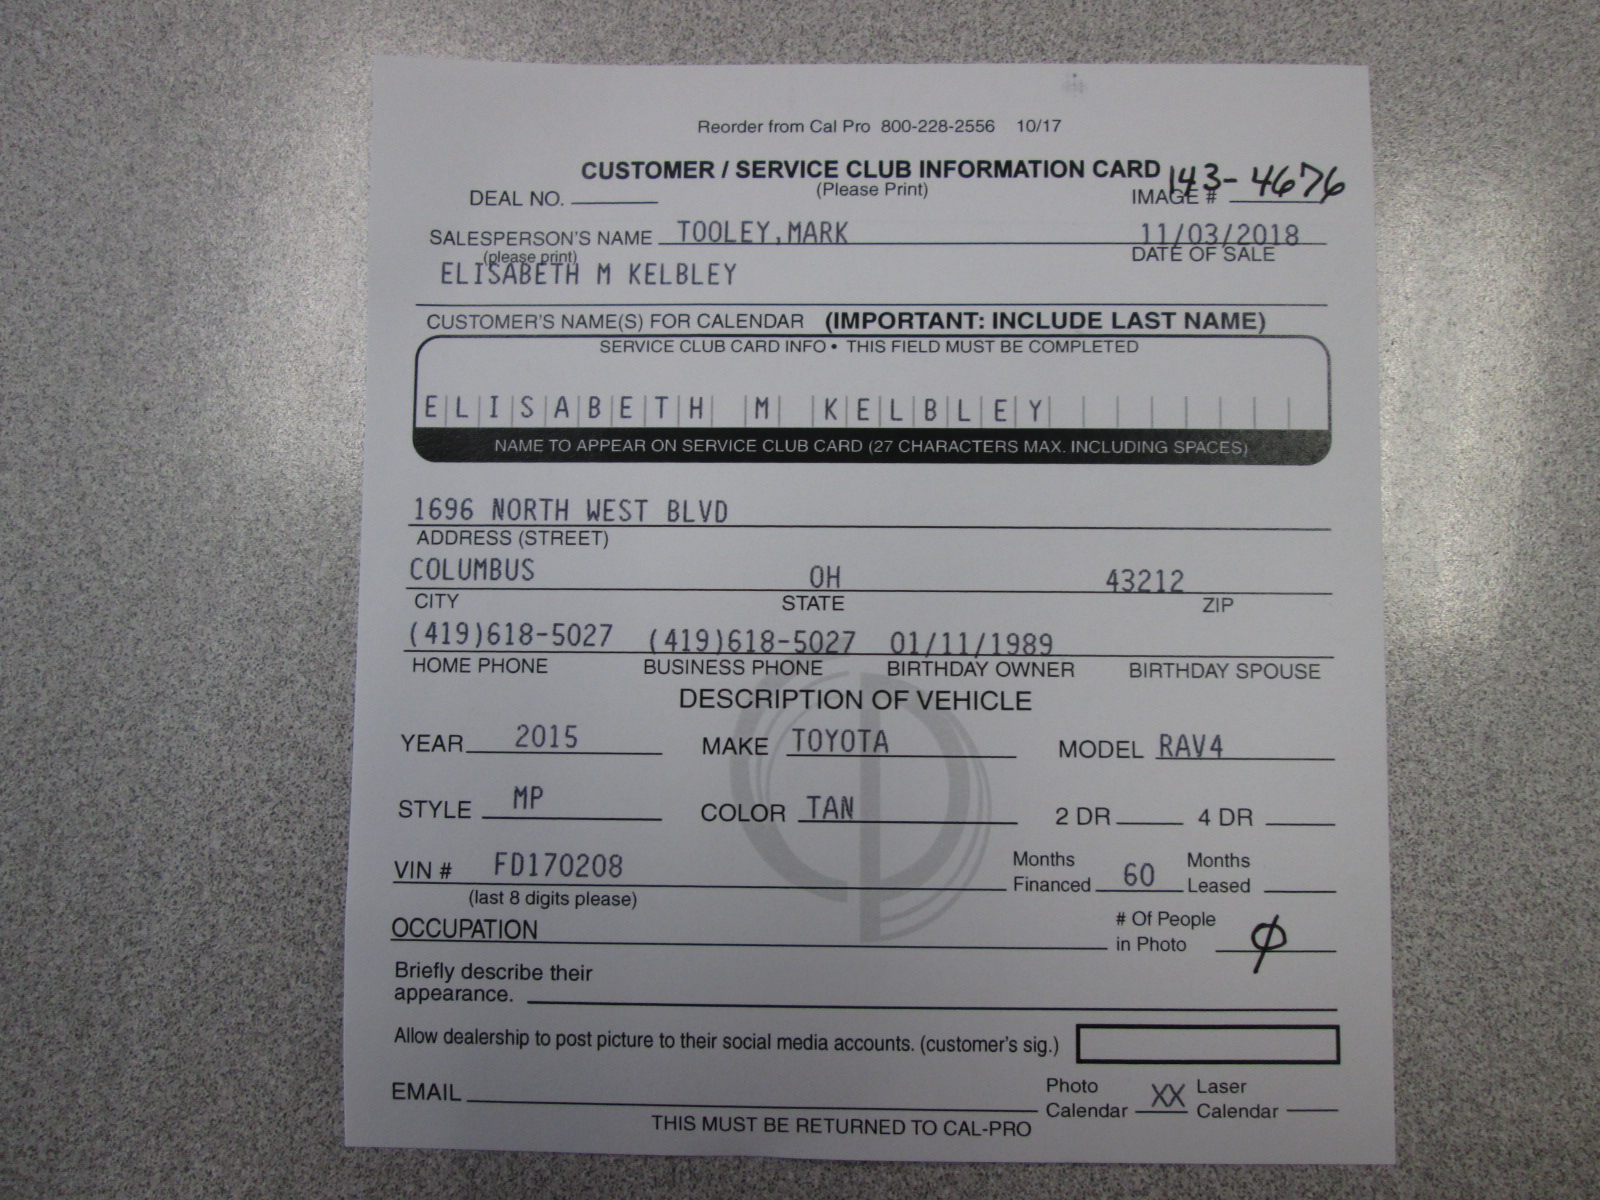 Reorder from Cal Pro 800-228-2556 10/17
CUSTOMER / SERVICE CLUB INFORMATION CARD 143-4676
DEAL NO. (Please Print) IMAGE #
SALESPERSON'S NAME TOOLEY,MARK 11/03/2018
(please print) DATE OF SALE
ELISABETH M KELBLEY
CUSTOMER'S NAME(S) FOR CALENDAR (IMPORTANT: INCLUDE LAST NAME)
SERVICE CLUB CARD INFO • THIS FIELD MUST BE COMPLETED
ELISABETH M KELBLEY
NAME TO APPEAR ON SERVICE CLUB CARD (27 CHARACTERS MAX. INCLUDING SPACES)
1696 NORTH WEST BLVD
ADDRESS (STREET)
COLUMBUS OH 43212
CITY STATE ZIP
(419)618-5027 (419)618-5027 01/11/1989
HOME PHONE BUSINESS PHONE BIRTHDAY OWNER BIRTHDAY SPOUSE
DESCRIPTION OF VEHICLE
YEAR 2015 MAKE TOYOTA MODEL RAV4
STYLE MP COLOR TAN 2 DR 4 DR
VIN # FD170208 Months Financed 60 Months Leased
(last 8 digits please)
OCCUPATION # Of People in Photo ϕ
Briefly describe their
appearance.
Allow dealership to post picture to their social media accounts. (customer's sig.)
EMAIL Photo Calendar XX Laser Calendar
THIS MUST BE RETURNED TO CAL-PRO